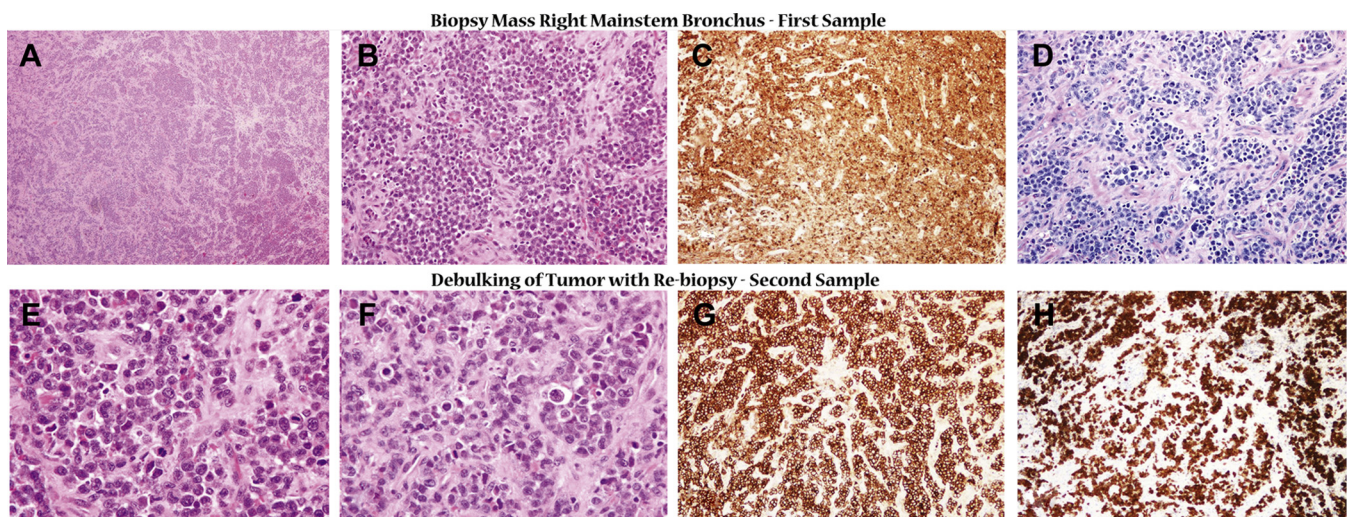 Biopsy Mass Right Mainstem Bronchus - First Sample
A B C D
Debulking of Tumor with Re-biopsy - Second Sample
E F G H